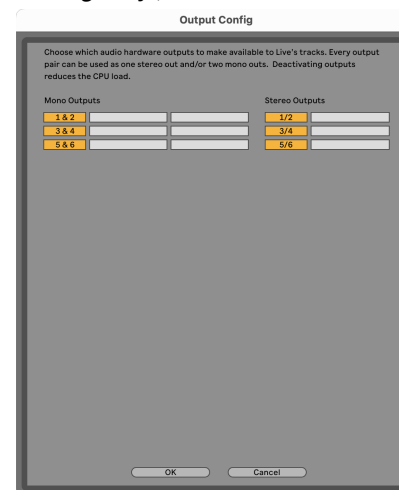 Output Config
Choose which audio hardware outputs to make available to Live's tracks. Every output
pair can be used as one stereo out and/or two mono outs. Deactivating outputs
reduces the CPU load.
Mono Outputs Stereo Outputs
1 & 2 1/2
3 & 4 3/4
5 & 6 5/6
OK Cancel